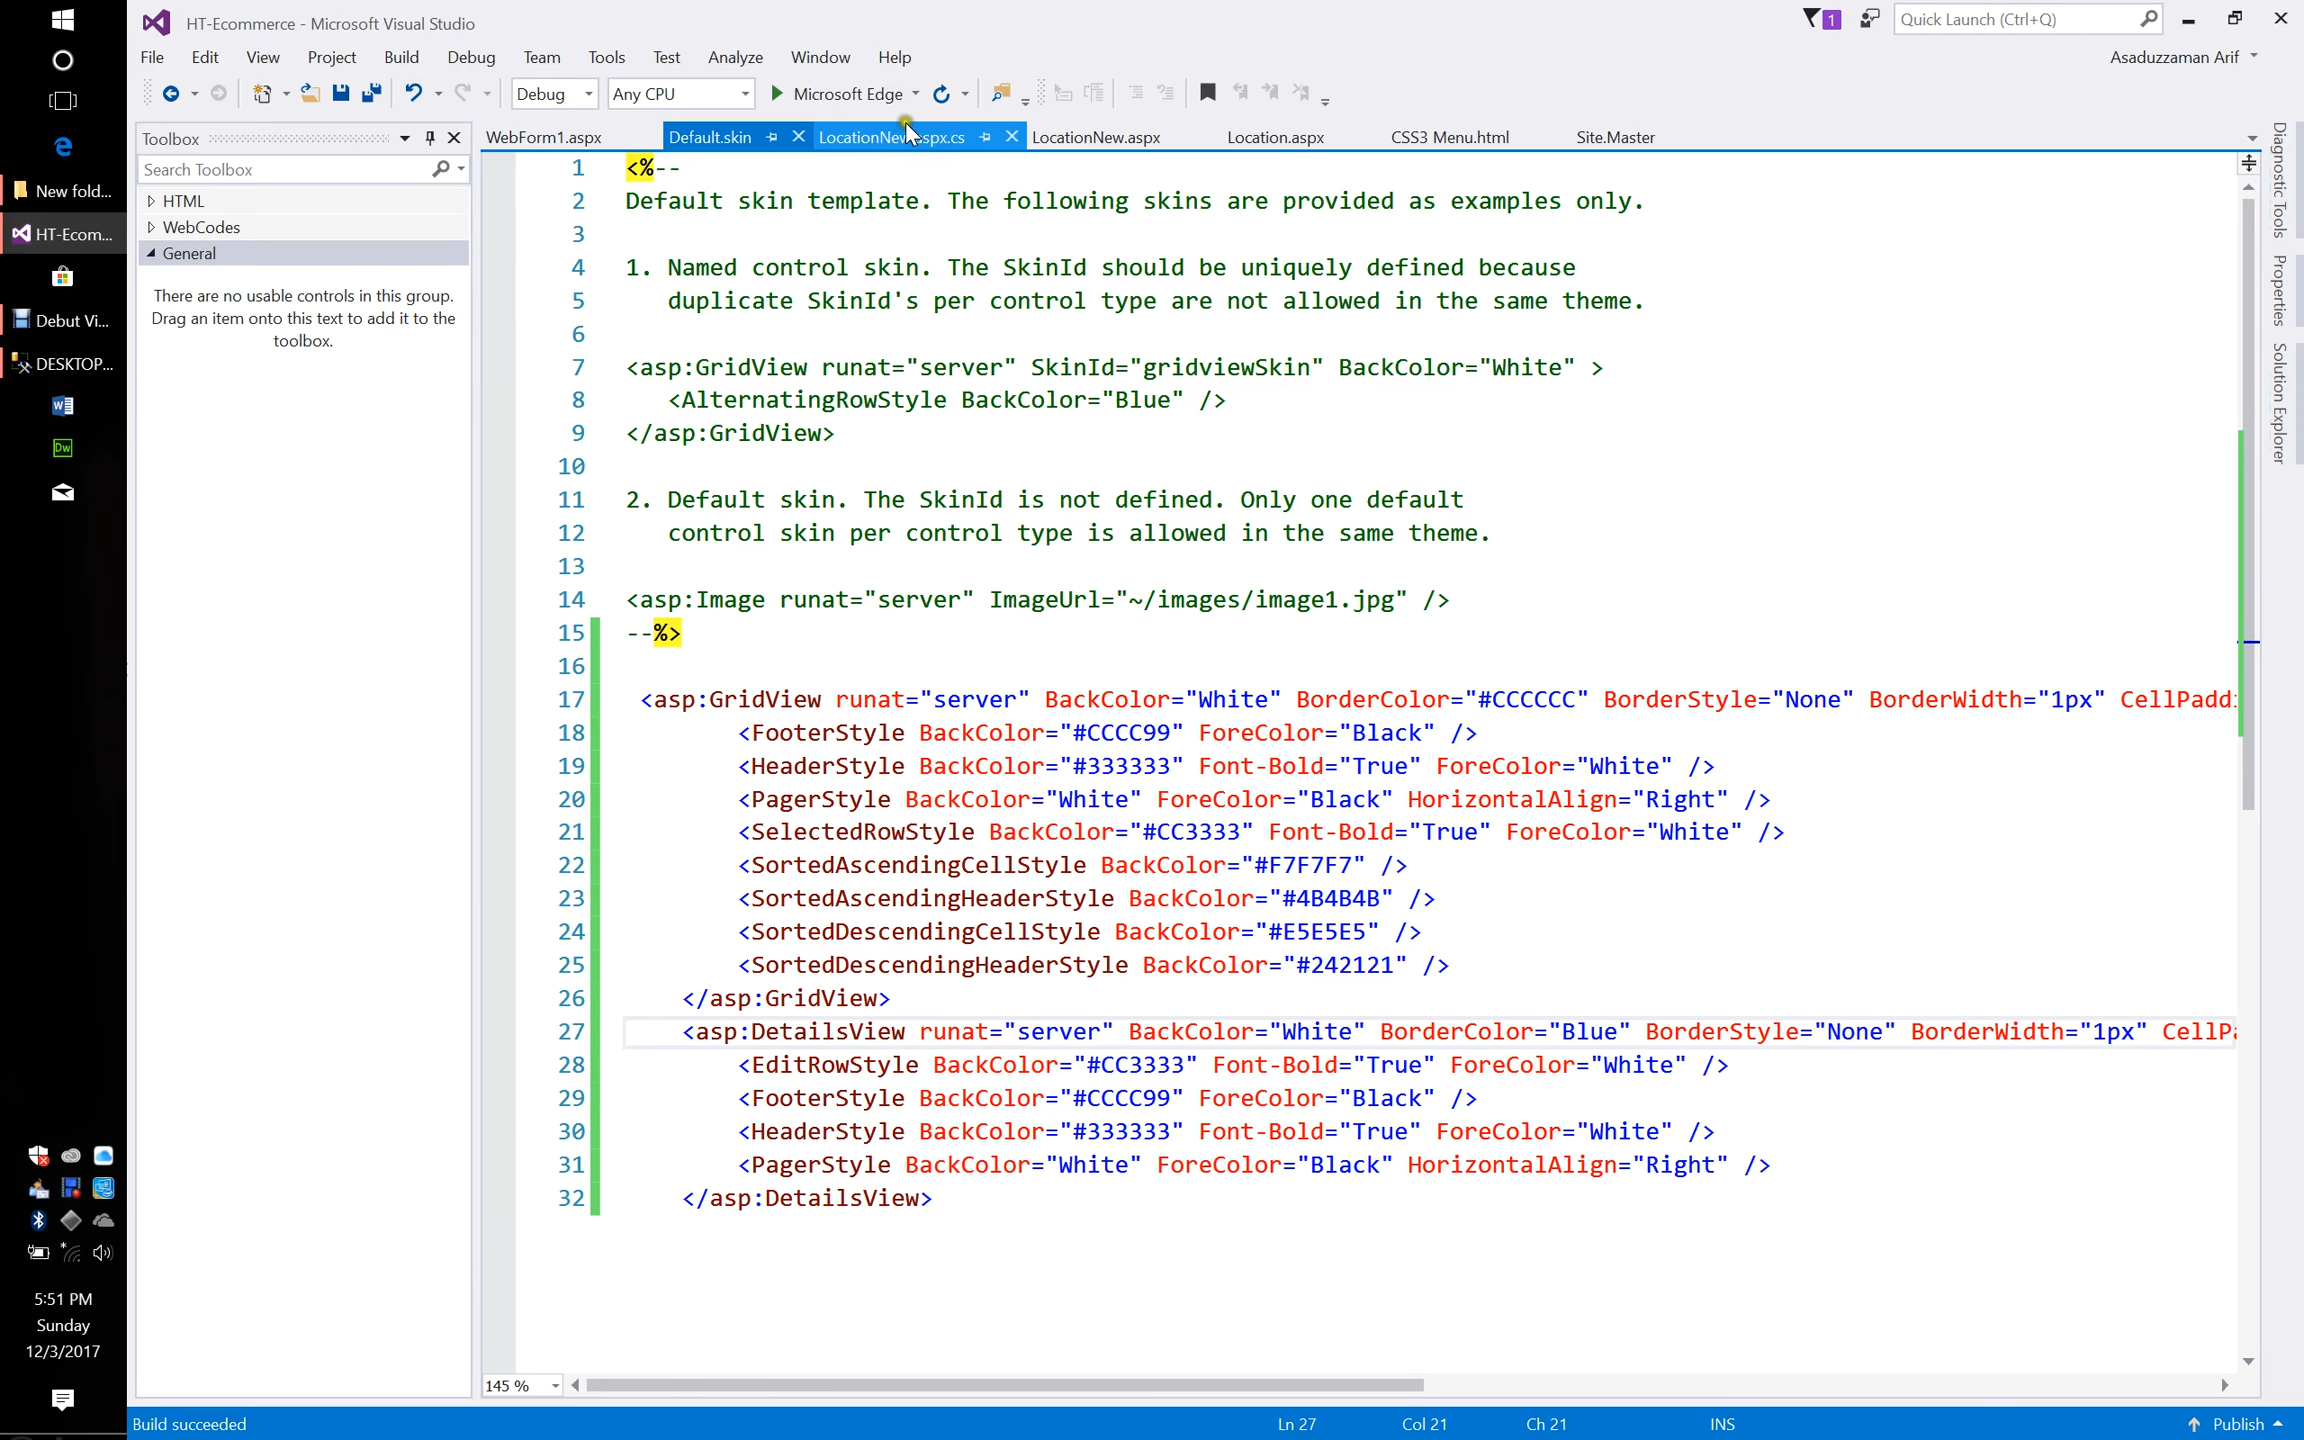 HT-Ecommerce - Microsoft Visual Studio
1
Quick Launch (Ctrl+Q)
File Edit View Project Build Debug Team Tools Test Analyze Window Help
Asaduzzaman Arif
Debug Any CPU Microsoft Edge
Toolbox
Search Toolbox
HTML
WebCodes
General
There are no usable controls in this group.
Drag an item onto this text to add it to the
toolbox.
WebForm1.aspx Default.skin LocationNew.aspx.cs LocationNew.aspx Location.aspx CSS3 Menu.html Site.Master
1 <%--
2 Default skin template. The following skins are provided as examples only.
3
4 1. Named control skin. The SkinId should be uniquely defined because
5 duplicate SkinId's per control type are not allowed in the same theme.
6
7 <asp:GridView runat="server" SkinId="gridviewSkin" BackColor="White" >
8 <AlternatingRowStyle BackColor="Blue" />
9 </asp:GridView>
10
11 2. Default skin. The SkinId is not defined. Only one default
12 control skin per control type is allowed in the same theme.
13
14 <asp:Image runat="server" ImageUrl="~/images/image1.jpg" />
15 --%>
16
17 <asp:GridView runat="server" BackColor="White" BorderColor="#CCCCCC" BorderStyle="None" BorderWidth="1px" CellPadd
18 <FooterStyle BackColor="#CCCC99" ForeColor="Black" />
19 <HeaderStyle BackColor="#333333" Font-Bold="True" ForeColor="White" />
20 <PagerStyle BackColor="White" ForeColor="Black" HorizontalAlign="Right" />
21 <SelectedRowStyle BackColor="#CC3333" Font-Bold="True" ForeColor="White" />
22 <SortedAscendingCellStyle BackColor="#F7F7F7" />
23 <SortedAscendingHeaderStyle BackColor="#4B4B4B" />
24 <SortedDescendingCellStyle BackColor="#E5E5E5" />
25 <SortedDescendingHeaderStyle BackColor="#242121" />
26 </asp:GridView>
27 <asp:DetailsView runat="server" BackColor="White" BorderColor="Blue" BorderStyle="None" BorderWidth="1px" CellP
28 <EditRowStyle BackColor="#CC3333" Font-Bold="True" ForeColor="White" />
29 <FooterStyle BackColor="#CCCC99" ForeColor="Black" />
30 <HeaderStyle BackColor="#333333" Font-Bold="True" ForeColor="White" />
31 <PagerStyle BackColor="White" ForeColor="Black" HorizontalAlign="Right" />
32 </asp:DetailsView>
145 %
Build succeeded Ln 27 Col 21 Ch 21 INS Publish
Diagnostic Tools
Properties
Solution Explorer
New fold...
HT-Ecom...
Debut Vi...
DESKTOP...
W
Dw
5:51 PM
Sunday
12/3/2017